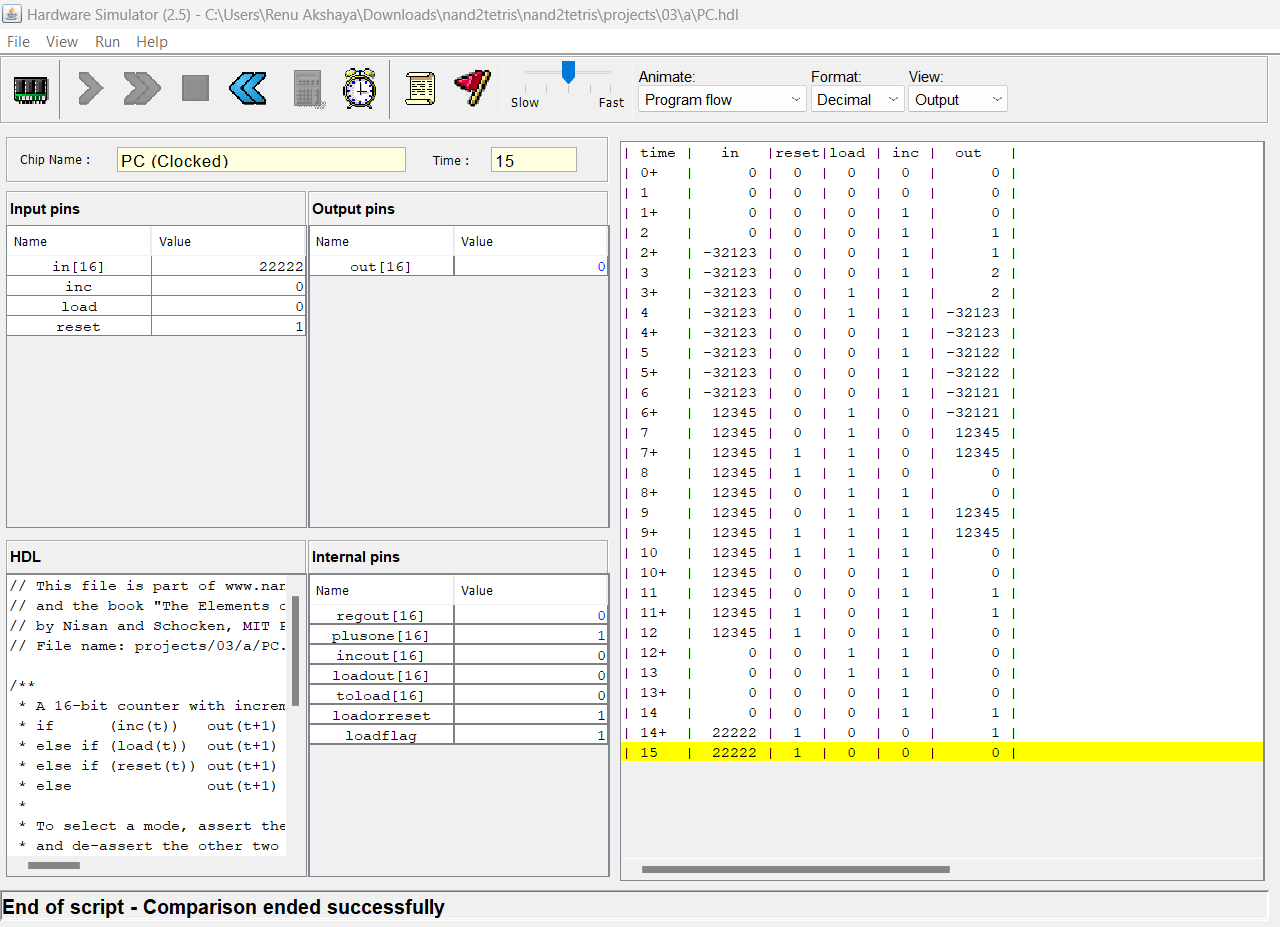 Hardware Simulator (2.5) - C:\Users\Renu Akshaya\Downloads\nand2tetris\nand2tetris\projects\03\a\PC.hdl
File View Run Help
Slow Fast
Animate: Format: View:
Program flow Decimal Output
Chip Name : PC (Clocked) Time : 15
Input pins
Name Value
in[16] 22222
inc 0
load 0
reset 1
Output pins
Name Value
out[16] 0
HDL
// This file is part of www.nan
// and the book "The Elements o
// by Nisan and Schocken, MIT P
// File name: projects/03/a/PC.
/**
* A 16-bit counter with increm
* if (inc(t)) out(t+1)
* else if (load(t)) out(t+1)
* else if (reset(t)) out(t+1)
* else out(t+1)
*
* To select a mode, assert the
* and de-assert the other two
Internal pins
Name Value
regout[16] 0
plusone[16] 1
incout[16] 0
loadout[16] 0
toload[16] 0
loadorreset 1
loadflag 1
| time | in |reset|load | inc | out |
| 0+ | 0 | 0 | 0 | 0 | 0 |
| 1 | 0 | 0 | 0 | 0 | 0 |
| 1+ | 0 | 0 | 0 | 1 | 0 |
| 2 | 0 | 0 | 0 | 1 | 1 |
| 2+ | -32123 | 0 | 0 | 1 | 1 |
| 3 | -32123 | 0 | 0 | 1 | 2 |
| 3+ | -32123 | 0 | 1 | 1 | 2 |
| 4 | -32123 | 0 | 1 | 1 | -32123 |
| 4+ | -32123 | 0 | 0 | 1 | -32123 |
| 5 | -32123 | 0 | 0 | 1 | -32122 |
| 5+ | -32123 | 0 | 0 | 1 | -32122 |
| 6 | -32123 | 0 | 0 | 1 | -32121 |
| 6+ | 12345 | 0 | 1 | 0 | -32121 |
| 7 | 12345 | 0 | 1 | 0 | 12345 |
| 7+ | 12345 | 1 | 1 | 0 | 12345 |
| 8 | 12345 | 1 | 1 | 0 | 0 |
| 8+ | 12345 | 0 | 1 | 1 | 0 |
| 9 | 12345 | 0 | 1 | 1 | 12345 |
| 9+ | 12345 | 1 | 1 | 1 | 12345 |
| 10 | 12345 | 1 | 1 | 1 | 0 |
| 10+ | 12345 | 0 | 0 | 1 | 0 |
| 11 | 12345 | 0 | 0 | 1 | 1 |
| 11+ | 12345 | 1 | 0 | 1 | 1 |
| 12 | 12345 | 1 | 0 | 1 | 0 |
| 12+ | 0 | 0 | 1 | 1 | 0 |
| 13 | 0 | 0 | 1 | 1 | 0 |
| 13+ | 0 | 0 | 0 | 1 | 0 |
| 14 | 0 | 0 | 0 | 1 | 1 |
| 14+ | 22222 | 1 | 0 | 0 | 1 |
| 15 | 22222 | 1 | 0 | 0 | 0 |
End of script - Comparison ended successfully